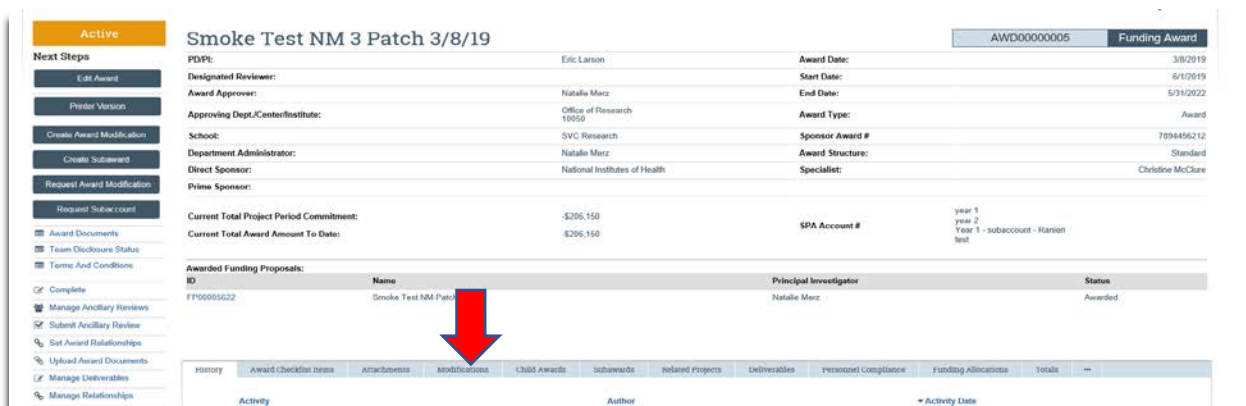 Active
Next Steps
Edit Award
Printer Version
Create Award Modification
Create Subaward
Request Award Modification
Request Subaccount
Award Documents
Team Disclosure Status
Terms And Conditions
Complete
Manage Ancillary Reviews
Submit Ancillary Review
Set Award Relationships
Upload Award Documents
Manage Deliverables
Manage Relationships
Smoke Test NM 3 Patch 3/8/19
AWD00000005 Funding Award
PD/PI: Eric Larson Award Date: 3/8/2019
Designated Reviewer: Start Date: 6/1/2019
Award Approver: Natalie Merz End Date: 5/31/2022
Approving Dept./Center/Institute: Office of Research 10050 Award Type: Award
School: SVC Research Sponsor Award # 7894456212
Department Administrator: Natalie Merz Award Structure: Standard
Direct Sponsor: National Institutes of Health Specialist: Christine McClure
Prime Sponsor:
Current Total Project Period Commitment: -$206,150
Current Total Award Amount To Date: -$206,150
SPA Account #
year 1
year 2
Year 1 - subaccount - Ranieri
test
Awarded Funding Proposals:
ID Name Principal Investigator Status
FP00005622 Smoke Test NM Patch Natalie Merz Awarded
History Award Checklist Items Attachments Modifications Child Awards Subawards Related Projects Deliverables Personnel Compliance Funding Allocations Totals
Activity Author Activity Date